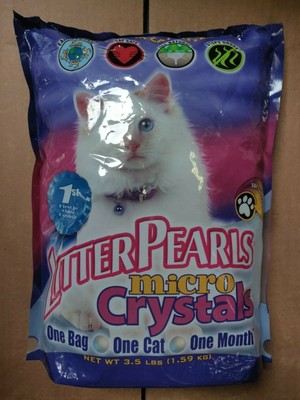 1st
LITTERPEARLS
micro
Crystals
One Bag One Cat One Month
NET WT 3.5 LBS (1.59 KG)